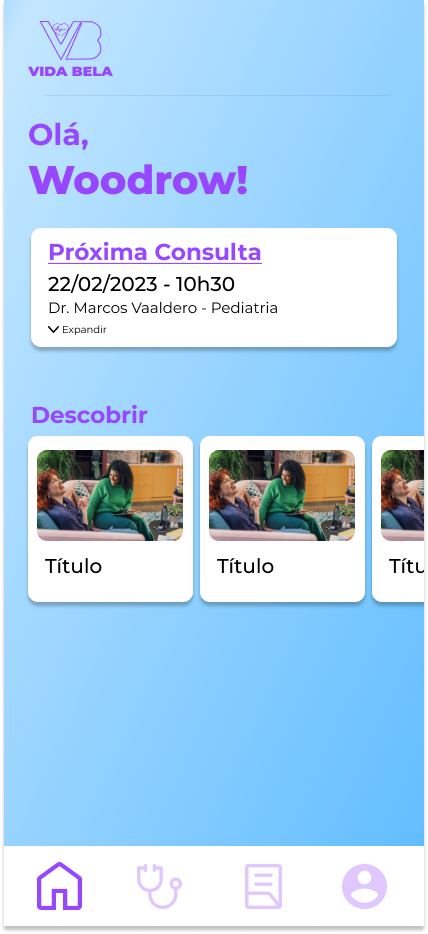 VB
VIDA BELA
Olá,
Woodrow!
Próxima Consulta
22/02/2023 - 10h30
Dr. Marcos Vaaldero - Pediatria
Expandir
Descobrir
Título
Título
Títu